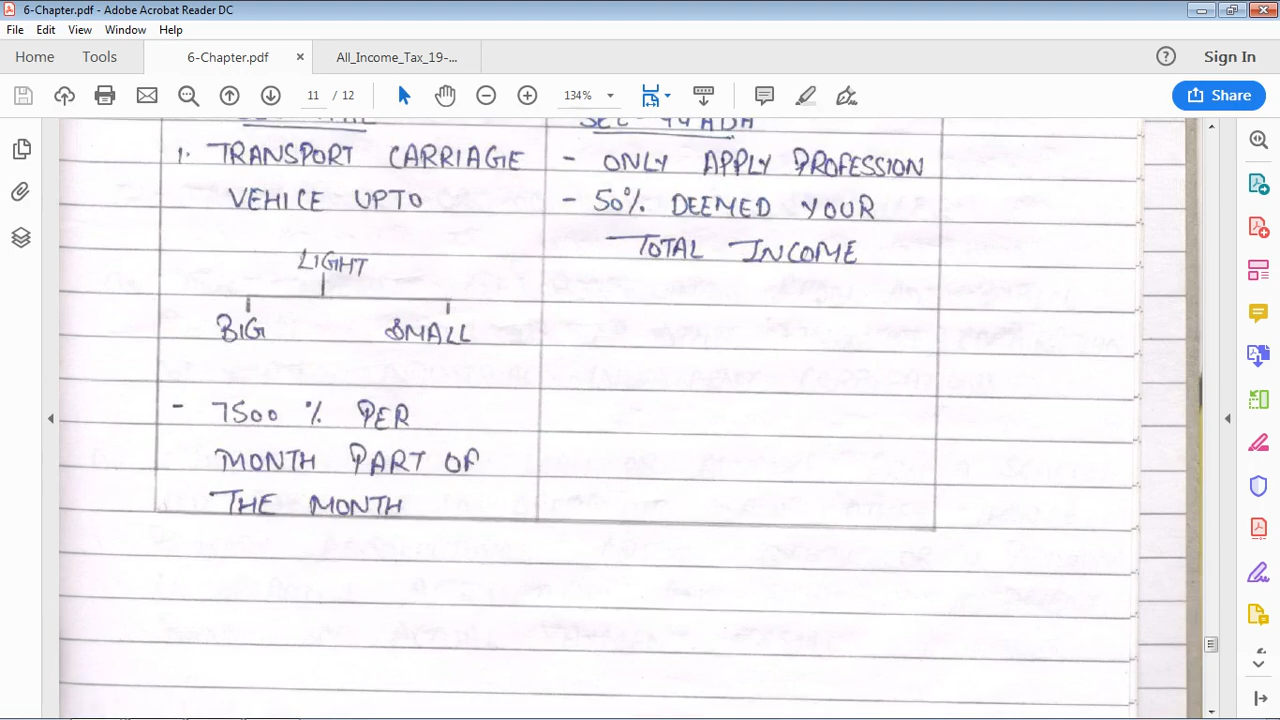 6-Chapter.pdf - Adobe Acrobat Reader DC
File Edit View Window Help
Home Tools 6-Chapter.pdf × All_Income_Tax_19-... ? Sign In
11 / 12 134% Share
SEC - 44ADA
1. TRANSPORT CARRIAGE
VEHICE UPTO
LIGHT
BIG SMALL
- 7500 % PER
MONTH PART OF
THE MONTH
- ONLY APPLY PROFESSION
- 50% DEEMED YOUR
TOTAL INCOME